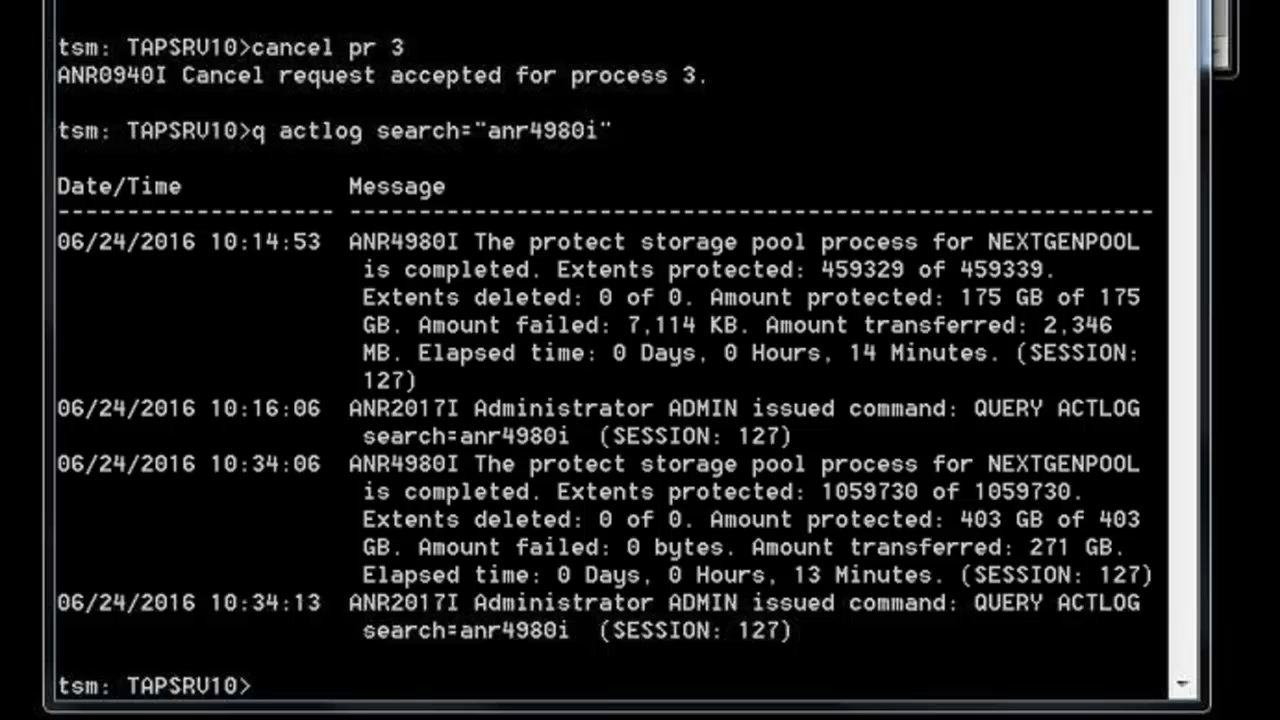 tsm: TAPSRV10>cancel pr 3
ANR0940I Cancel request accepted for process 3.
tsm: TAPSRV10>q actlog search="anr4980i"
Date/Time Message
-------------------- ----------------------------------------------------------
06/24/2016 10:14:53 ANR4980I The protect storage pool process for NEXTGENPOOL
is completed. Extents protected: 459329 of 459339.
Extents deleted: 0 of 0. Amount protected: 175 GB of 175
GB. Amount failed: 7,114 KB. Amount transferred: 2,346
MB. Elapsed time: 0 Days, 0 Hours, 14 Minutes. (SESSION:
127)
06/24/2016 10:16:06 ANR2017I Administrator ADMIN issued command: QUERY ACTLOG
search=anr4980i (SESSION: 127)
06/24/2016 10:34:06 ANR4980I The protect storage pool process for NEXTGENPOOL
is completed. Extents protected: 1059730 of 1059730.
Extents deleted: 0 of 0. Amount protected: 403 GB of 403
GB. Amount failed: 0 bytes. Amount transferred: 271 GB.
Elapsed time: 0 Days, 0 Hours, 13 Minutes. (SESSION: 127)
06/24/2016 10:34:13 ANR2017I Administrator ADMIN issued command: QUERY ACTLOG
search=anr4980i (SESSION: 127)
tsm: TAPSRV10>